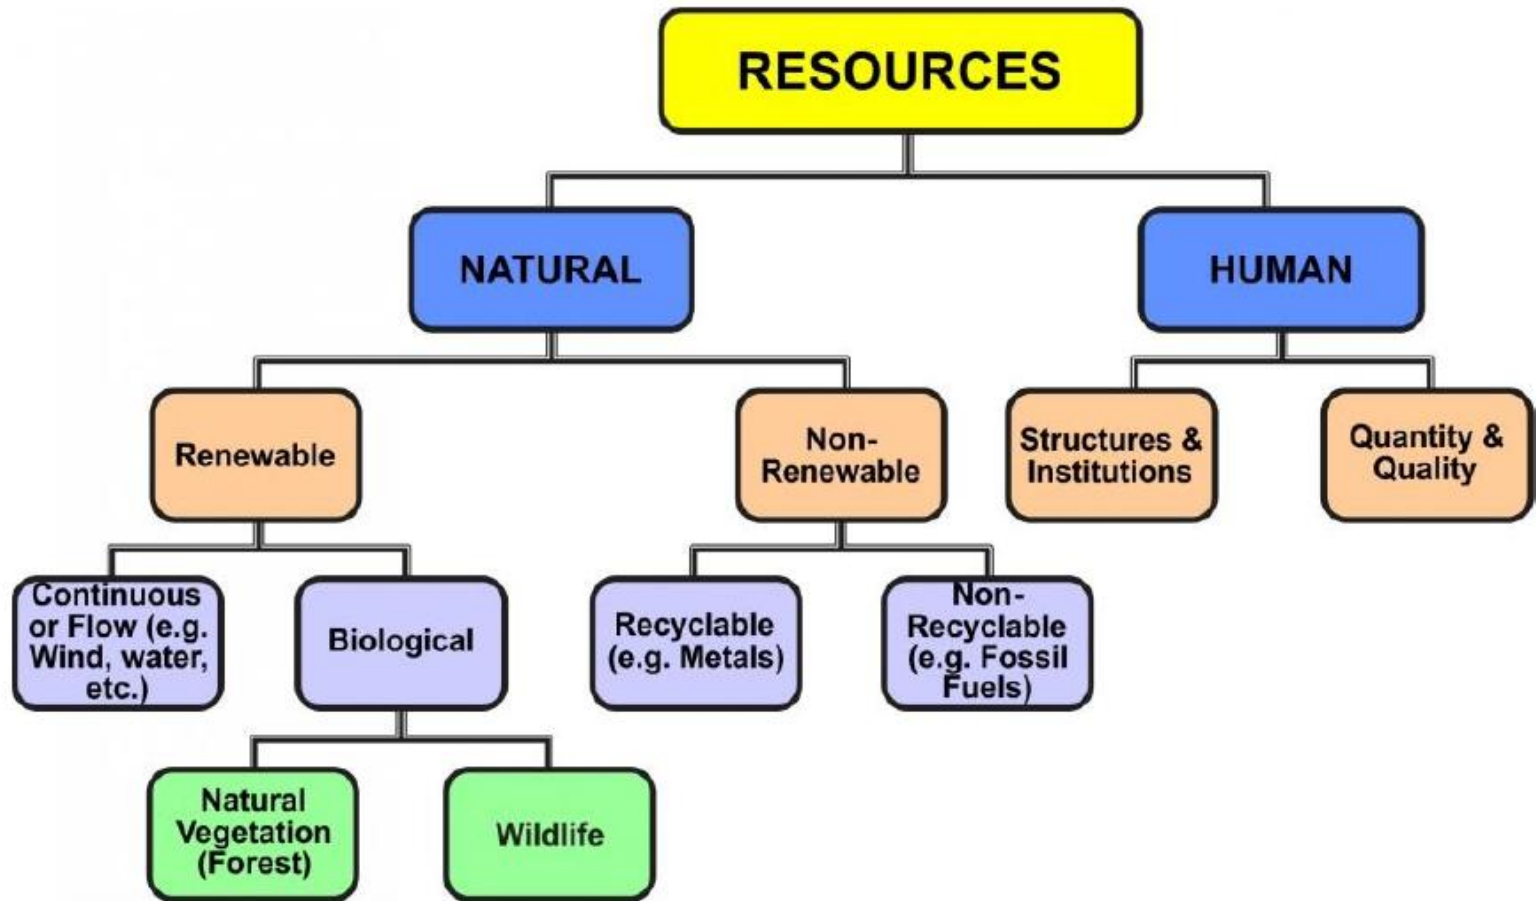 RESOURCES
NATURAL
HUMAN
Renewable
Non-
Renewable
Structures &
Institutions
Quantity &
Quality
Continuous
or Flow (e.g.
Wind, water,
etc.)
Biological
Recyclable
(e.g. Metals)
Non-
Recyclable
(e.g. Fossil
Fuels)
Natural
Vegetation
(Forest)
Wildlife